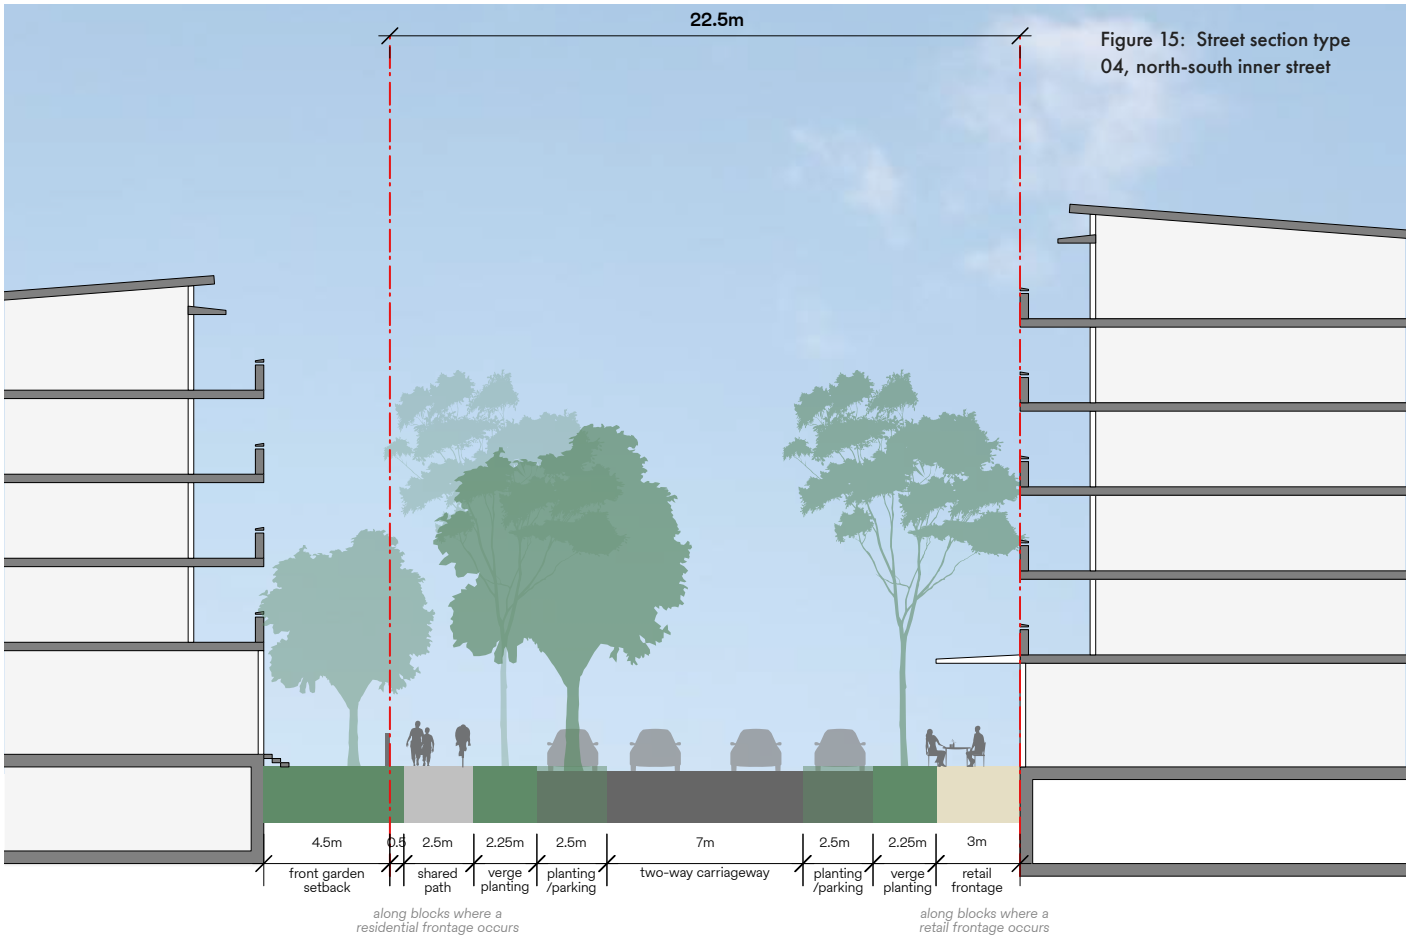 22.5m
Figure 15: Street section type
04, north-south inner street
4.5m
0.5
2.5m
2.25m
2.5m
7m
2.5m
2.25m
3m
front garden
setback
shared
path
verge
planting
planting
/parking
two-way carriageway
planting
/parking
verge
planting
retail
frontage
along blocks where a
residential frontage occurs
along blocks where a
retail frontage occurs